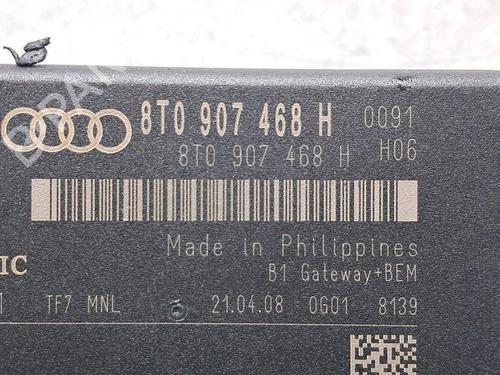 8T0 907 468 H 0091
8T0 907 468 H H06
Made in Philippines
IC
B1 Gateway+BEM
1 TF7 MNL 21.04.08 0G01 8139